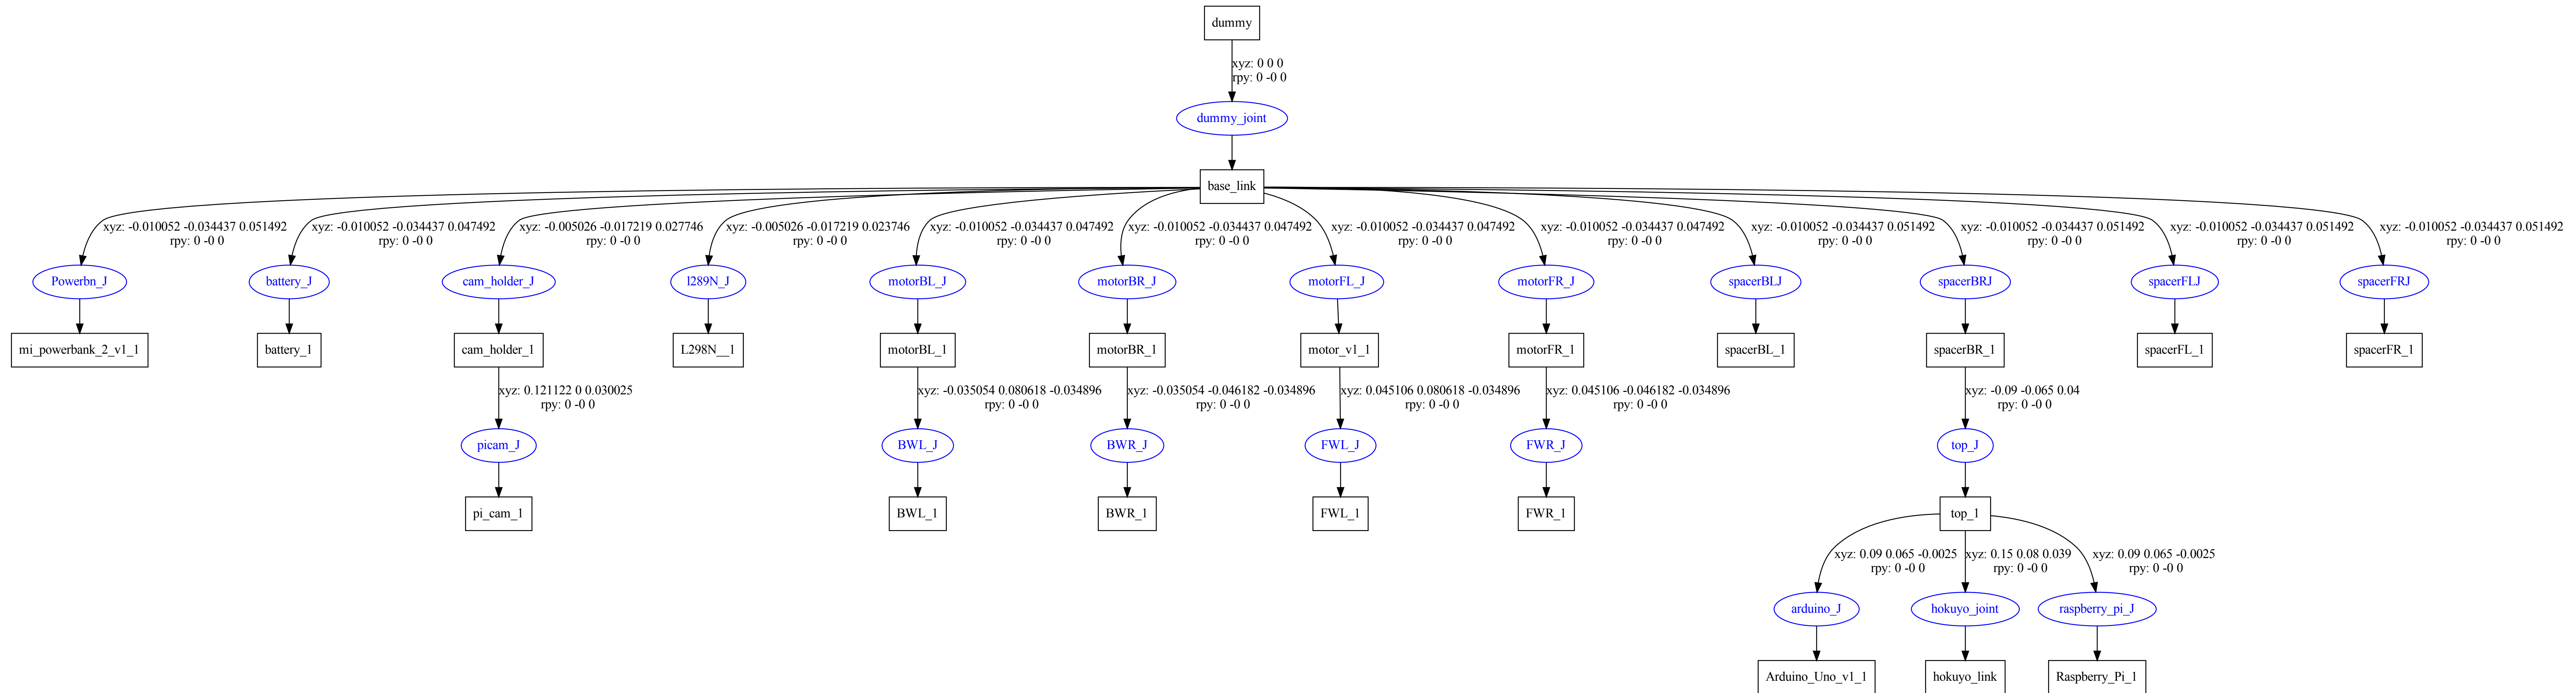 dummy
xyz: 0 0 0
rpy: 0 -0 0
dummy_joint
base_link
xyz: -0.010052 -0.034437 0.051492
rpy: 0 -0 0
xyz: -0.010052 -0.034437 0.047492
rpy: 0 -0 0
xyz: -0.005026 -0.017219 0.027746
rpy: 0 -0 0
xyz: -0.005026 -0.017219 0.023746
rpy: 0 -0 0
xyz: -0.010052 -0.034437 0.047492
rpy: 0 -0 0
xyz: -0.010052 -0.034437 0.047492
rpy: 0 -0 0
xyz: -0.010052 -0.034437 0.047492
rpy: 0 -0 0
xyz: -0.010052 -0.034437 0.047492
rpy: 0 -0 0
xyz: -0.010052 -0.034437 0.051492
rpy: 0 -0 0
xyz: -0.010052 -0.034437 0.051492
rpy: 0 -0 0
xyz: -0.010052 -0.034437 0.051492
rpy: 0 -0 0
xyz: -0.010052 -0.034437 0.051492
rpy: 0 -0 0
Powerbn_J
battery_J
cam_holder_J
l289N_J
motorBL_J
motorBR_J
motorFL_J
motorFR_J
spacerBLJ
spacerBRJ
spacerFLJ
spacerFRJ
mi_powerbank_2_v1_1
battery_1
cam_holder_1
L298N__1
motorBL_1
motorBR_1
motor_v1_1
motorFR_1
spacerBL_1
spacerBR_1
spacerFL_1
spacerFR_1
xyz: 0.121122 0 0.030025
rpy: 0 -0 0
xyz: -0.035054 0.080618 -0.034896
rpy: 0 -0 0
xyz: -0.035054 -0.046182 -0.034896
rpy: 0 -0 0
xyz: 0.045106 0.080618 -0.034896
rpy: 0 -0 0
xyz: 0.045106 -0.046182 -0.034896
rpy: 0 -0 0
xyz: -0.09 -0.065 0.04
rpy: 0 -0 0
picam_J
BWL_J
BWR_J
FWL_J
FWR_J
top_J
pi_cam_1
BWL_1
BWR_1
FWL_1
FWR_1
top_1
xyz: 0.09 0.065 -0.0025
rpy: 0 -0 0
xyz: 0.15 0.08 0.039
rpy: 0 -0 0
xyz: 0.09 0.065 -0.0025
rpy: 0 -0 0
arduino_J
hokuyo_joint
raspberry_pi_J
Arduino_Uno_v1_1
hokuyo_link
Raspberry_Pi_1